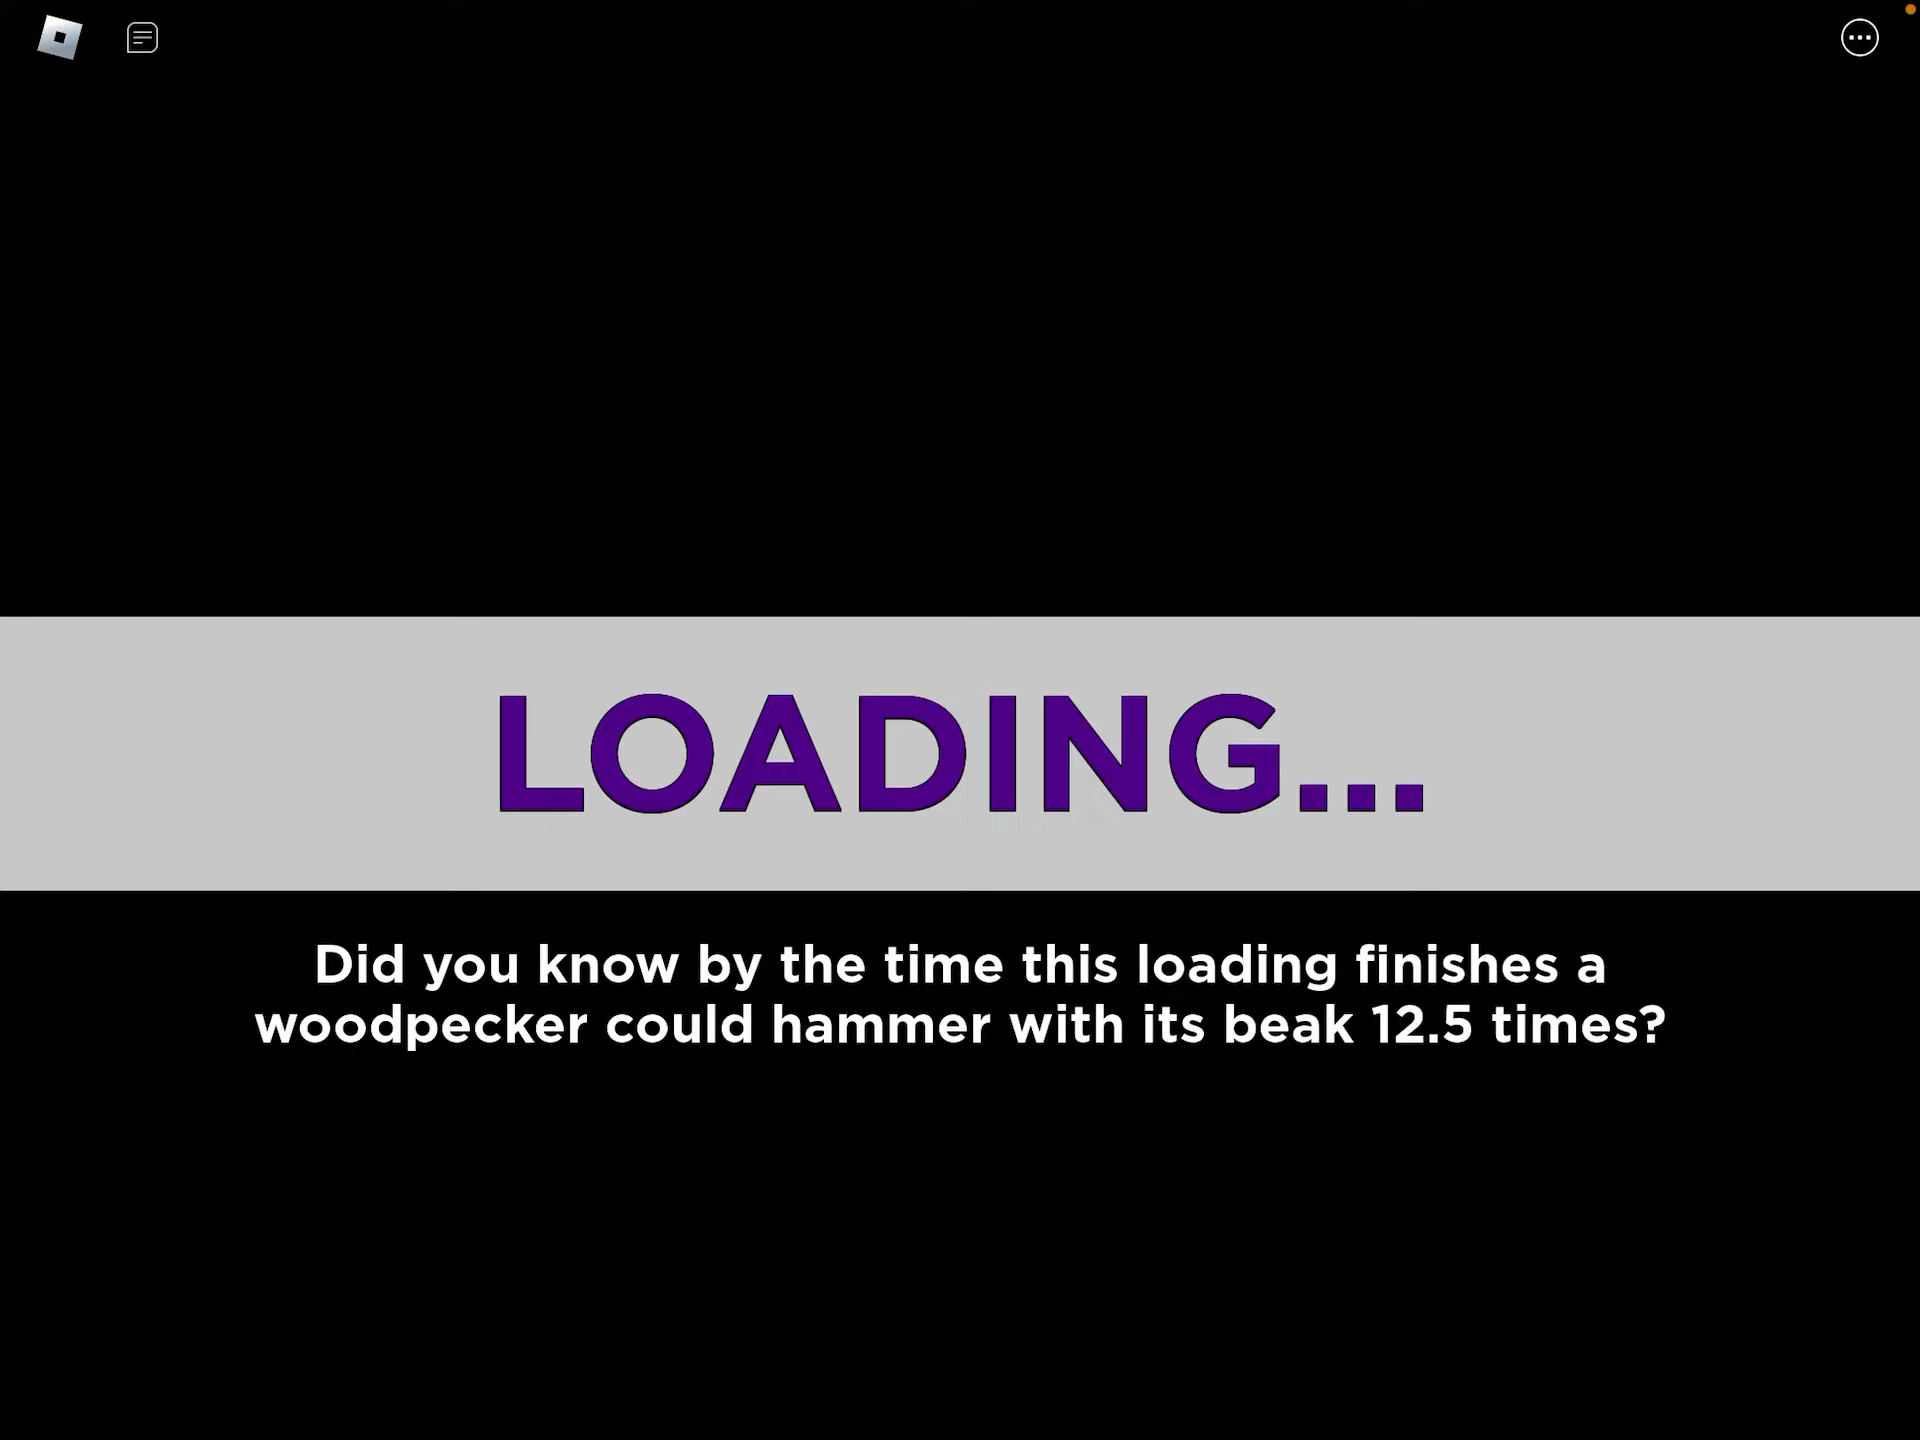 LOADING...
Did you know by the time this loading finishes a
woodpecker could hammer with its beak 12.5 times?